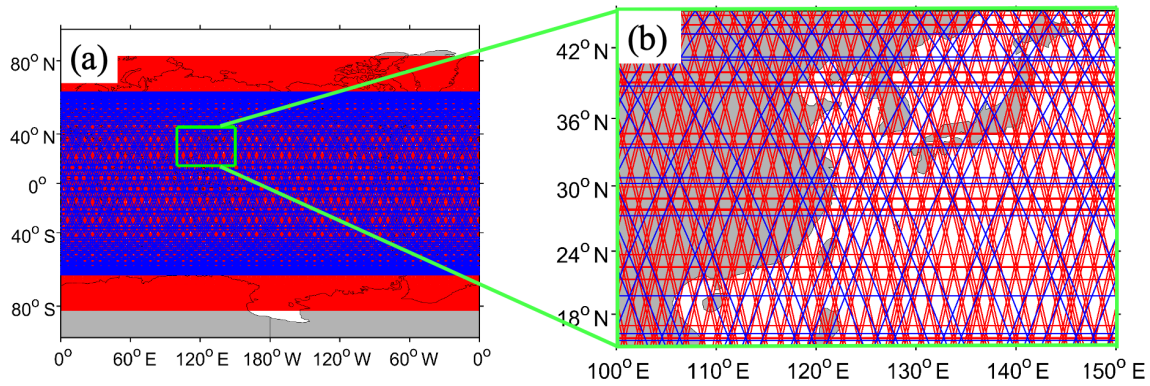 (a)
80° N
40° N
0°
40° S
80° S
0°
60° E
120° E
180° W
120° W
60° W
0°
(b)
42° N
36° N
30° N
24° N
18° N
100° E
110° E
120° E
130° E
140° E
150° E